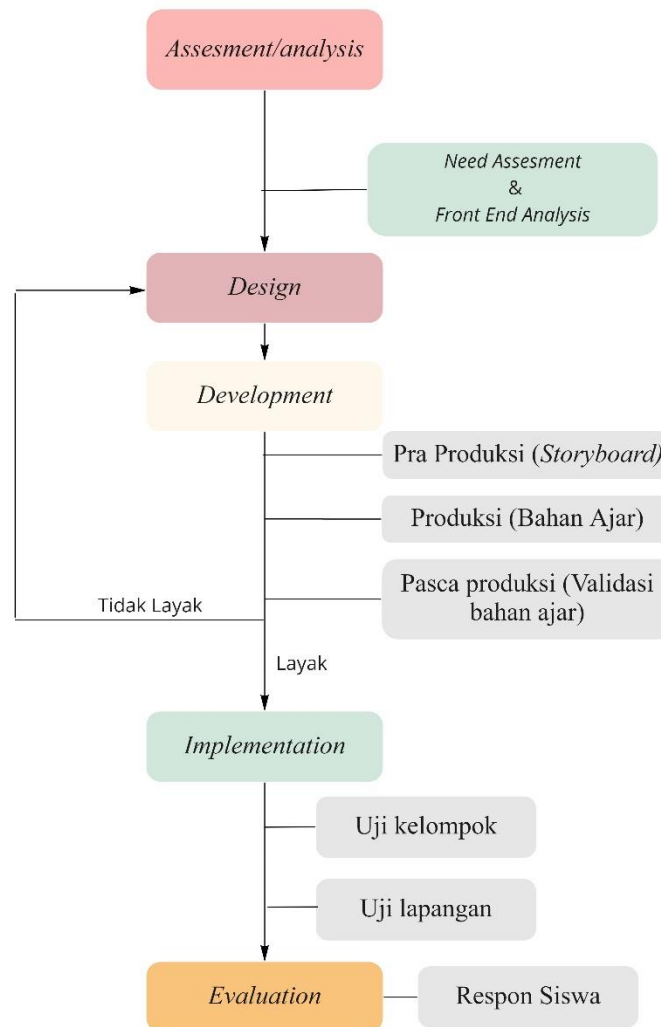 Assesment/analysis
Need Assesment
&
Front End Analysis
Design
Development
Pra Produksi (Storyboard)
Produksi (Bahan Ajar)
Pasca produksi (Validasi
bahan ajar)
Tidak Layak
Layak
Implementation
Uji kelompok
Uji lapangan
Evaluation
Respon Siswa